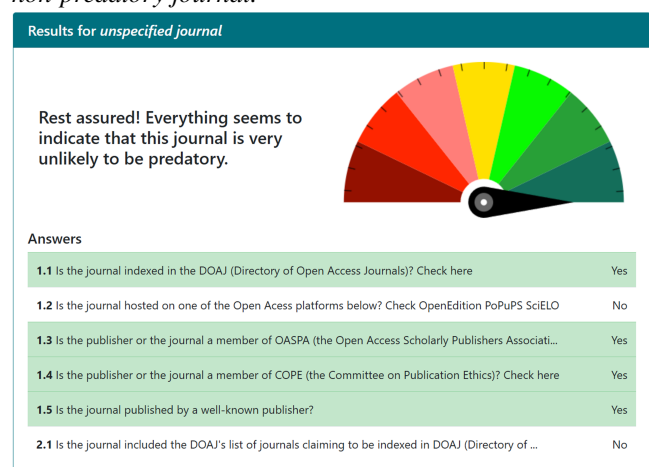 non-predatory journal.
Results for unspecified journal
Rest assured! Everything seems to
indicate that this journal is very
unlikely to be predatory.
Answers
1.1 Is the journal indexed in the DOAJ (Directory of Open Access Journals)? Check here Yes
1.2 Is the journal hosted on one of the Open Acess platforms below? Check OpenEdition PoPuPS SciELO No
1.3 Is the publisher or the journal a member of OASPA (the Open Access Scholarly Publishers Associati... Yes
1.4 Is the publisher or the journal a member of COPE (the Committee on Publication Ethics)? Check here Yes
1.5 Is the journal published by a well-known publisher? Yes
2.1 Is the journal included the DOAJ's list of journals claiming to be indexed in DOAJ (Directory of ... No